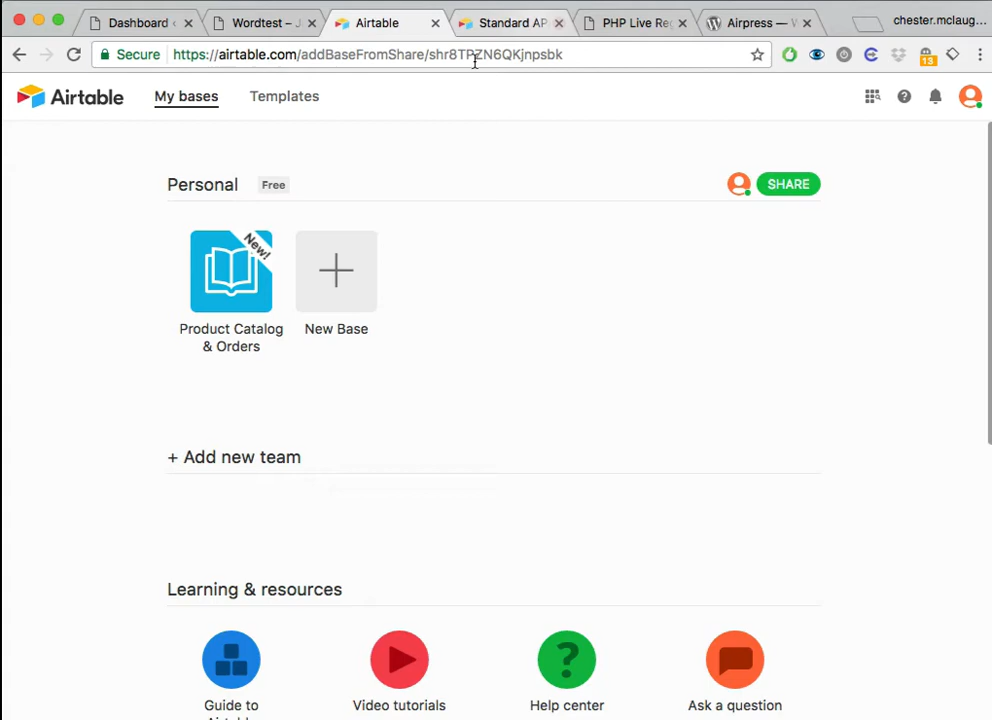 Dashboard
Wordtest – J
Airtable
Standard AP
PHP Live Re
Airpress — W
chester.mclaug...
Secure
https://airtable.com/addBaseFromShare/shr8TPZN6QKjnpsbk
13
Airtable
My bases
Templates
Personal
Free
SHARE
New!
Product Catalog
& Orders
New Base
+ Add new team
Learning & resources
Guide to
Airtable
Video tutorials
Help center
Ask a question